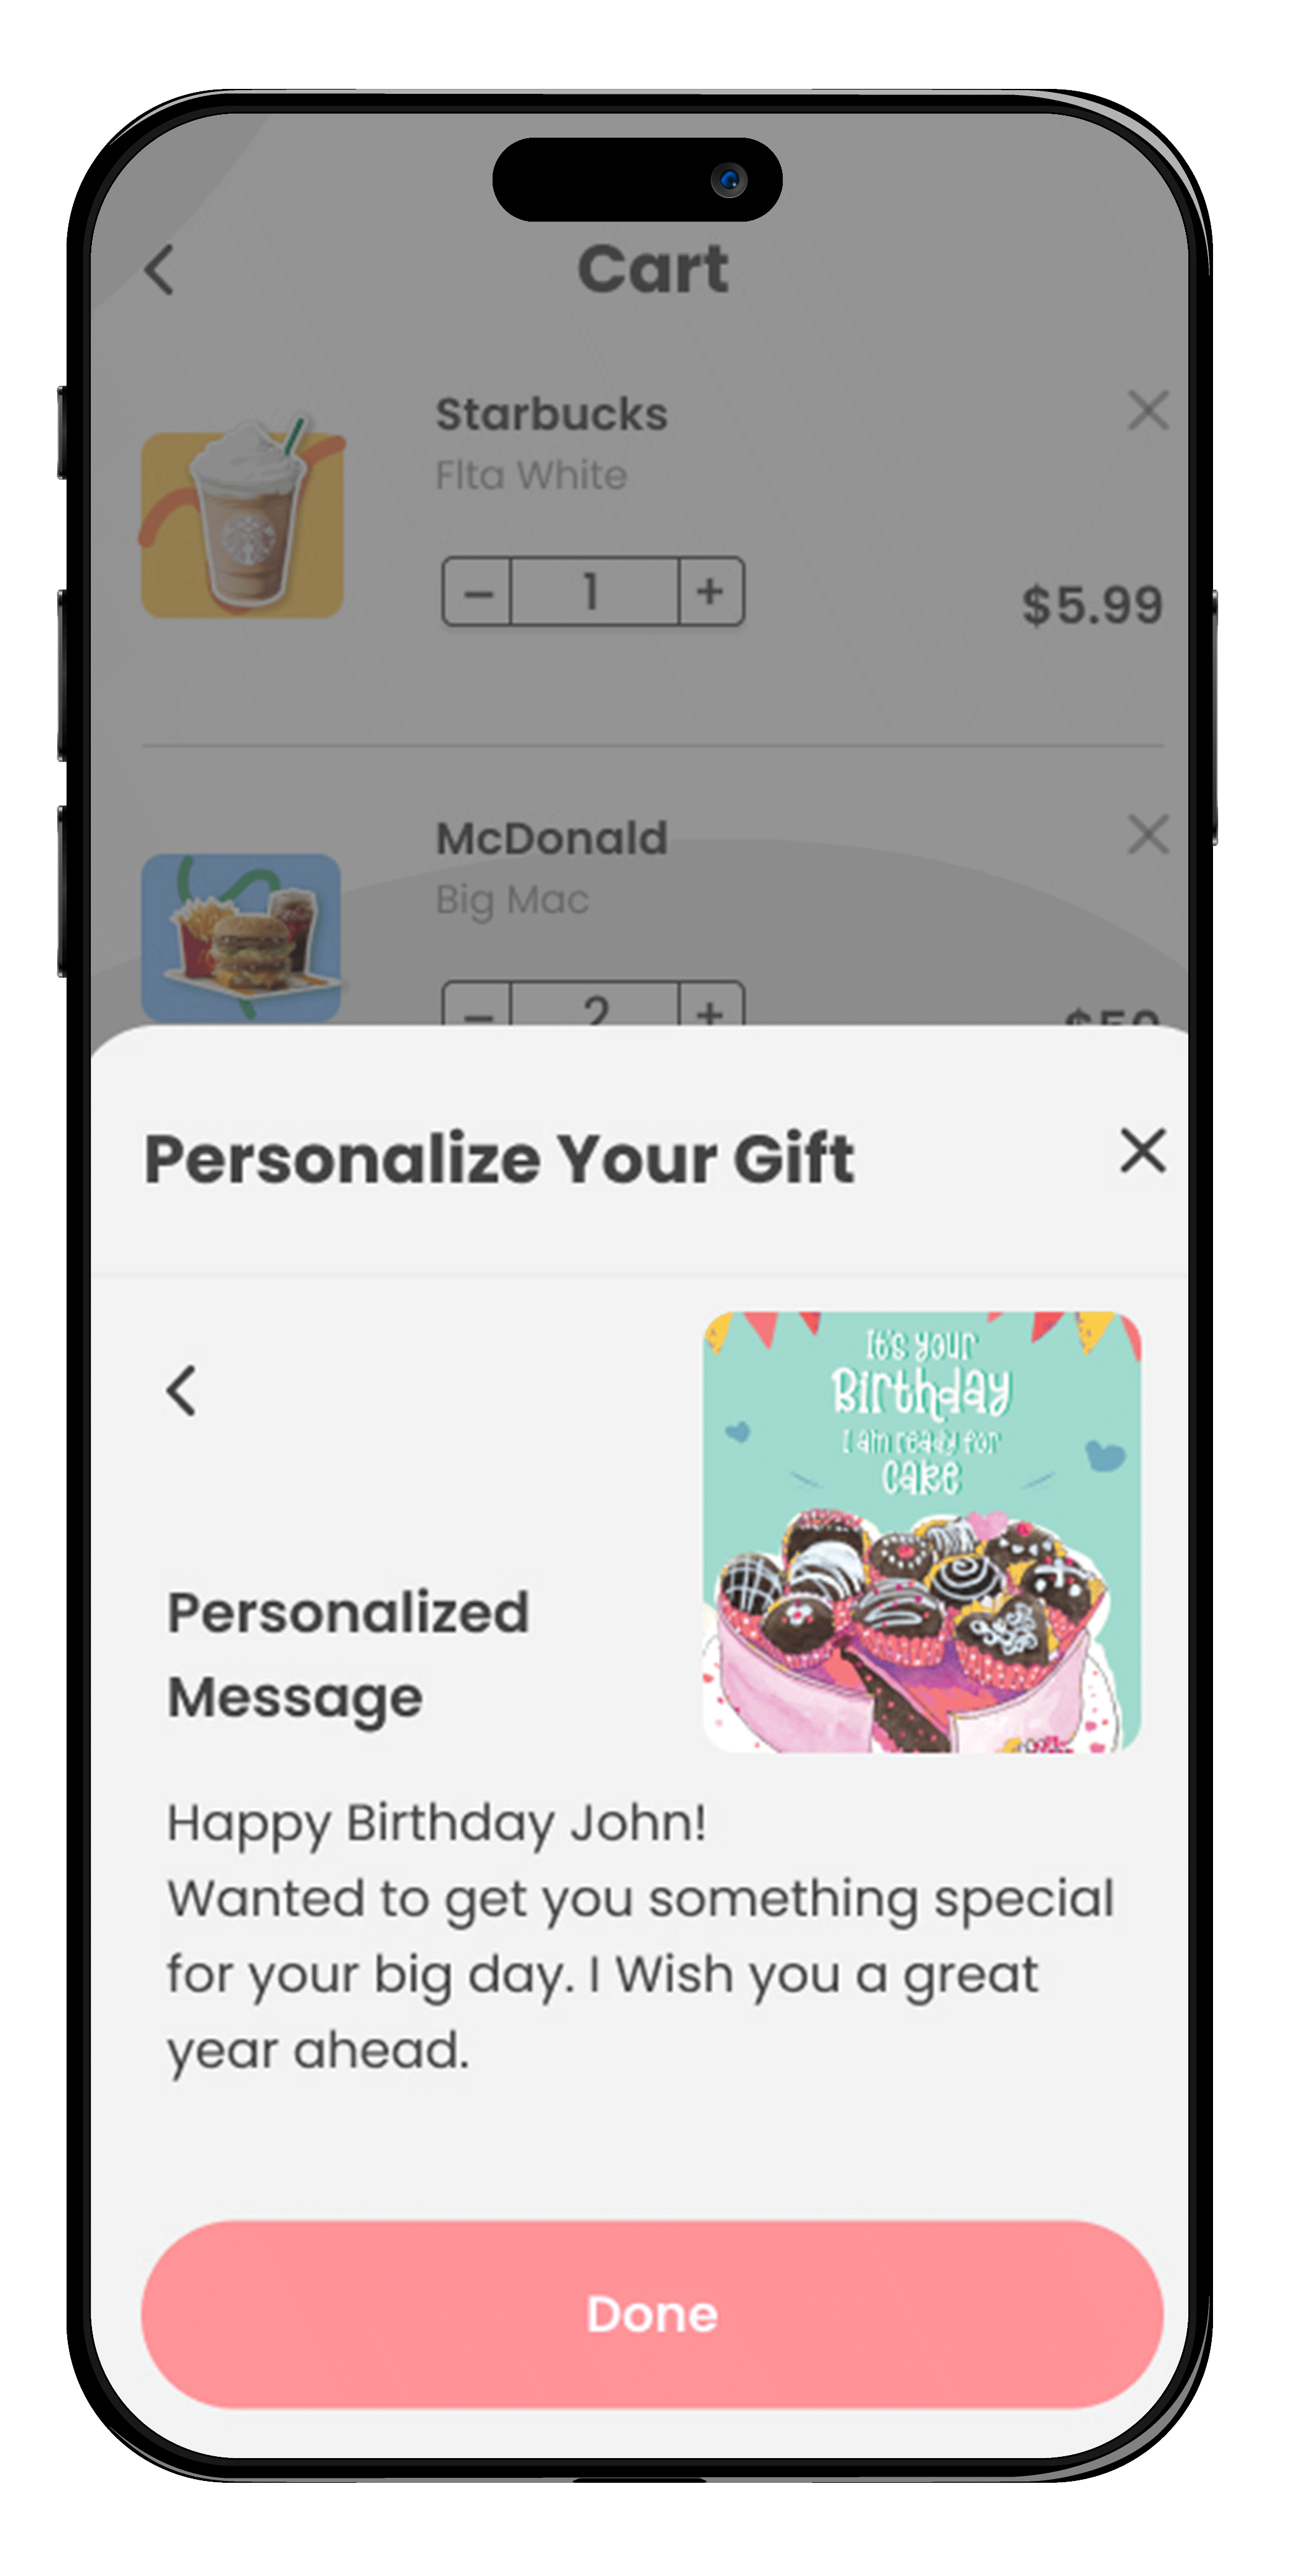 Cart
Starbucks
Flta White
− 1 +
$5.99
McDonald
Big Mac
− 2 +
Personalize Your Gift
It's your
Birthday
I am ready for
cake
Personalized
Message
Happy Birthday John!
Wanted to get you something special
for your big day. I Wish you a great
year ahead.
Done